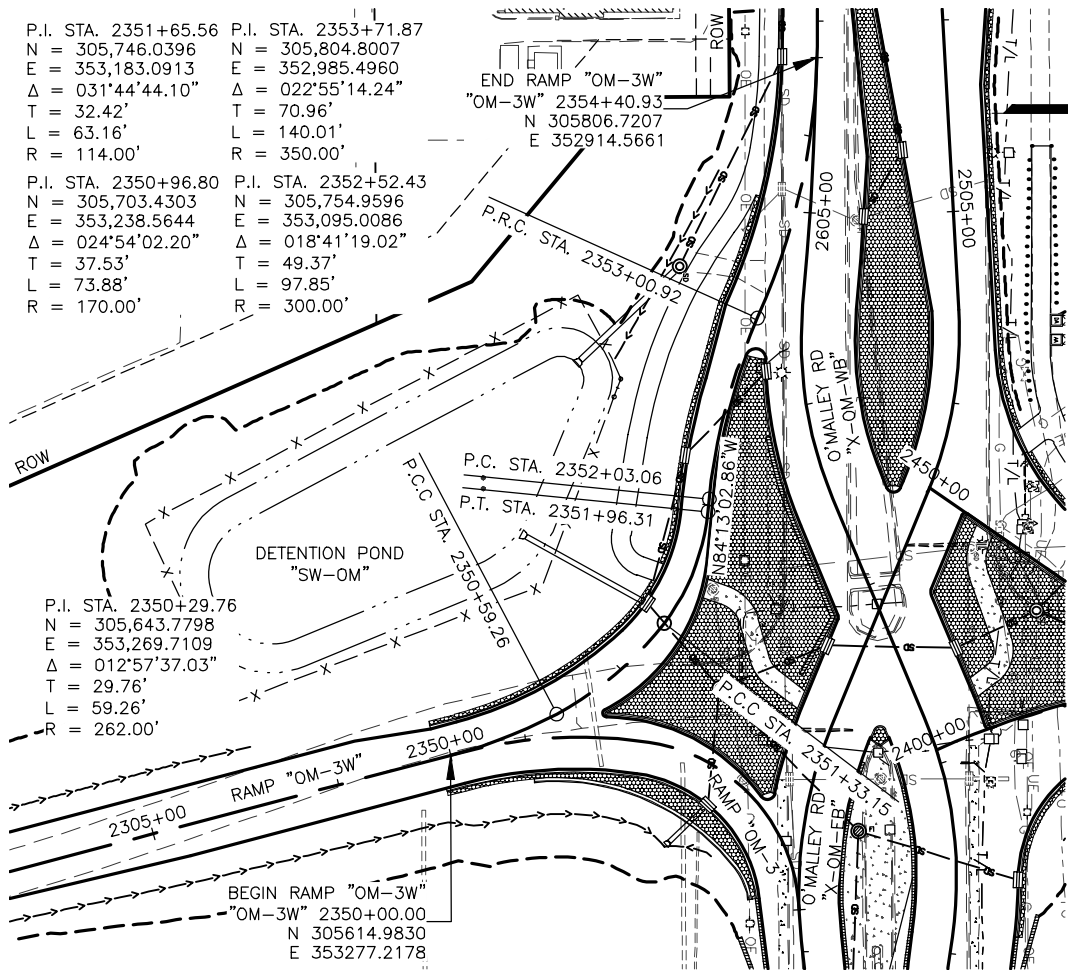 P.I. STA. 2351+65.56
N = 305,746.0396
E = 353,183.0913
Δ = 031°44'44.10"
T = 32.42'
L = 63.16'
R = 114.00'
P.I. STA. 2353+71.87
N = 305,804.8007
E = 352,985.4960
Δ = 022°55'14.24"
T = 70.96'
L = 140.01'
R = 350.00'
P.I. STA. 2350+96.80
N = 305,703.4303
E = 353,238.5644
Δ = 024°54'02.20"
T = 37.53'
L = 73.88'
R = 170.00'
P.I. STA. 2352+52.43
N = 305,754.9596
E = 353,095.0086
Δ = 018°41'19.02"
T = 49.37'
L = 97.85'
R = 300.00'
END RAMP "OM-3W"
"OM-3W" 2354+40.93
N 305806.7207
E 352914.5661
ROW
OE
SD
T/L
2605+00
2505+00
P.R.C. STA. 2353+00.92
O'MALLEY RD
"X-OM-WB"
ROW
2450+00
P.C. STA. 2352+03.06
P.T. STA. 2351+96.31
N84°13'02.86"W
P.C.C STA. 2350+59.26
DETENTION POND
"SW-OM"
P.I. STA. 2350+29.76
N = 305,643.7798
E = 353,269.7109
Δ = 012°57'37.03"
T = 29.76'
L = 59.26'
R = 262.00'
P.C.C STA. 2351+33.15
2350+00
2400+00
RAMP "OM-3W"
2305+00
RAMP "OM-3"
O'MALLEY RD
"X-OM-EB"
BEGIN RAMP "OM-3W"
"OM-3W" 2350+00.00
N 305614.9830
E 353277.2178